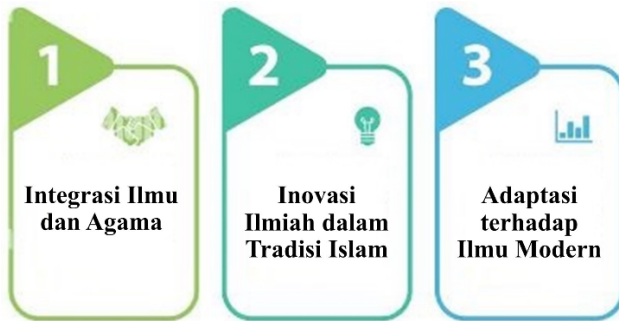 1
Integrasi Ilmu
dan Agama
2
Inovasi
Ilmiah dalam
Tradisi Islam
3
Adaptasi
terhadap
Ilmu Modern